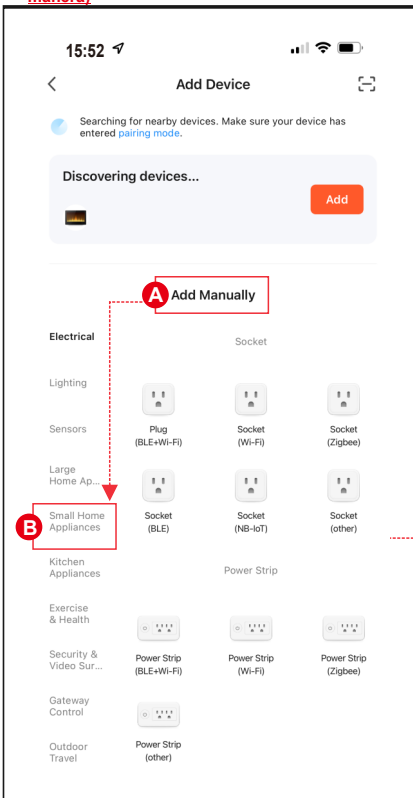 manera)
15:52
Add Device
Searching for nearby devices. Make sure your device has
entered pairing mode.
Discovering devices...
Add
A
Add Manually
Electrical
Lighting
Sensors
Large
Home Ap...
B
Small Home
Appliances
Kitchen
Appliances
Exercise
& Health
Security &
Video Sur...
Gateway
Control
Outdoor
Travel
Socket
Plug
(BLE+Wi-Fi)
Socket
(Wi-Fi)
Socket
(Zigbee)
Socket
(BLE)
Socket
(NB-IoT)
Socket
(other)
Power Strip
Power Strip
(BLE+Wi-Fi)
Power Strip
(Wi-Fi)
Power Strip
(Zigbee)
Power Strip
(other)